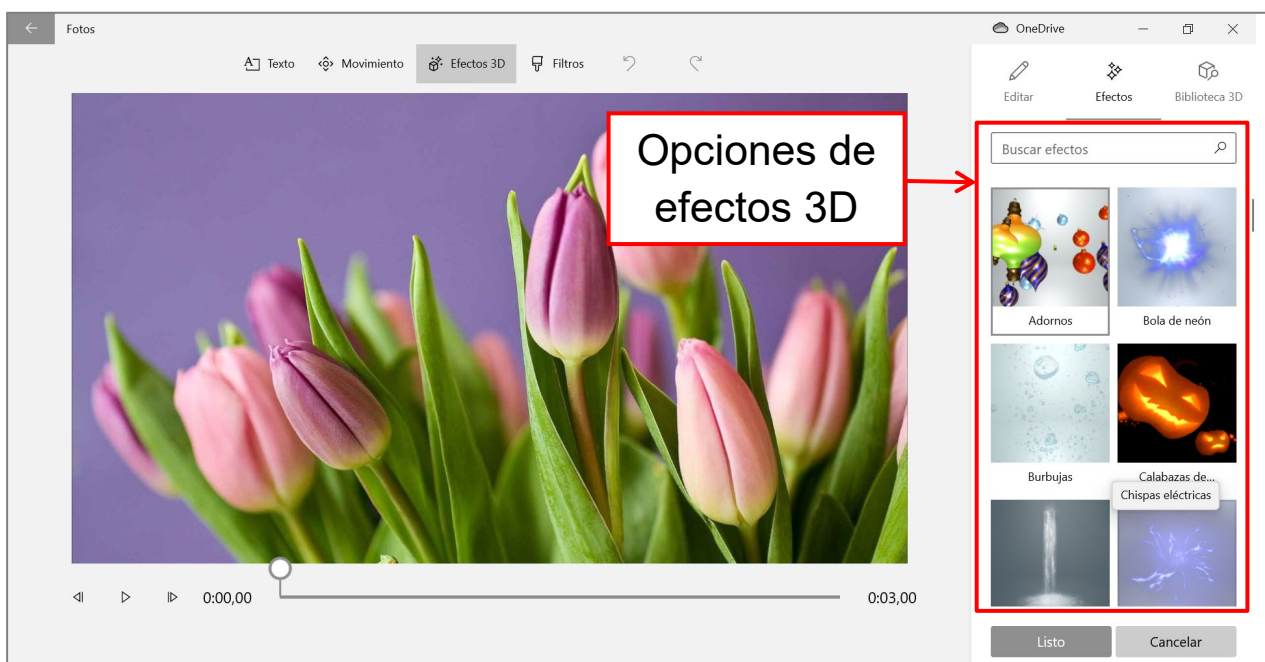 Fotos
OneDrive
Texto
Movimiento
Efectos 3D
Filtros
Editar
Efectos
Biblioteca 3D
Opciones de
efectos 3D
Buscar efectos
Adornos
Bola de neón
Burbujas
Calabazas de...
Chispas eléctricas
0:00,00
0:03,00
Listo
Cancelar